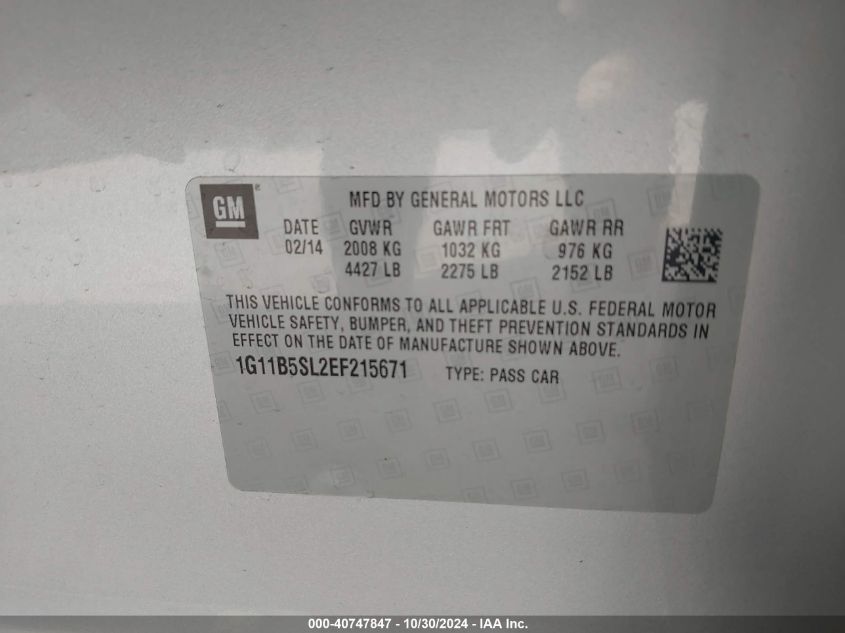 GM ®
MFD BY GENERAL MOTORS LLC
DATE GVWR GAWR FRT GAWR RR
02/14 2008 KG 1032 KG 976 KG
4427 LB 2275 LB 2152 LB
THIS VEHICLE CONFORMS TO ALL APPLICABLE U.S. FEDERAL MOTOR
VEHICLE SAFETY, BUMPER, AND THEFT PREVENTION STANDARDS IN
EFFECT ON THE DATE OF MANUFACTURE SHOWN ABOVE.
1G11B5SL2EF215671 TYPE: PASS CAR
000-40747847 / 10/30/2024 - IAA Inc.